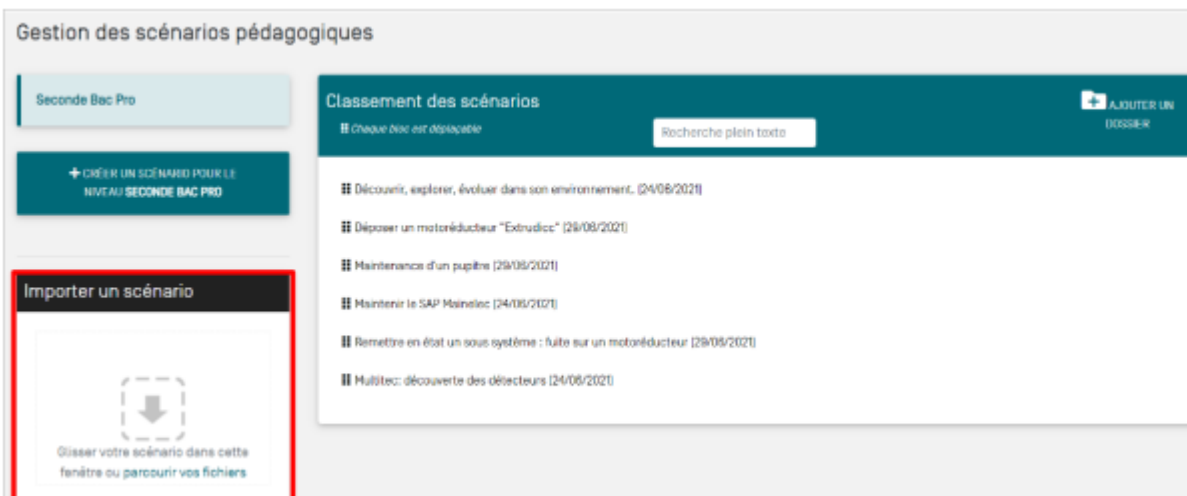 Gestion des scénarios pédagogiques
Seconde Bac Pro
CRÉER UN SCÉNARIO POUR LE
NIVEAU SECONDE BAC PRO
Importer un scénario
Glisser votre scénario dans cette
fenêtre ou parcourir vos fichiers
Classement des scénarios
Chaque bloc est déplaçable
Recherche plein texte
AJOUTER UN
DOSSIER
Découvrir, explorer, évoluer dans son environnement. (24/06/2021)
Déposer un motoréducteur "Extrudicc" (29/06/2021)
Maintenance d'un pupitre (29/06/2021)
Maintenir le SAP Mainelec (24/06/2021)
Remettre en état un sous système : fuite sur un motoréducteur (29/06/2021)
Multitec: découverte des détecteurs (24/06/2021)